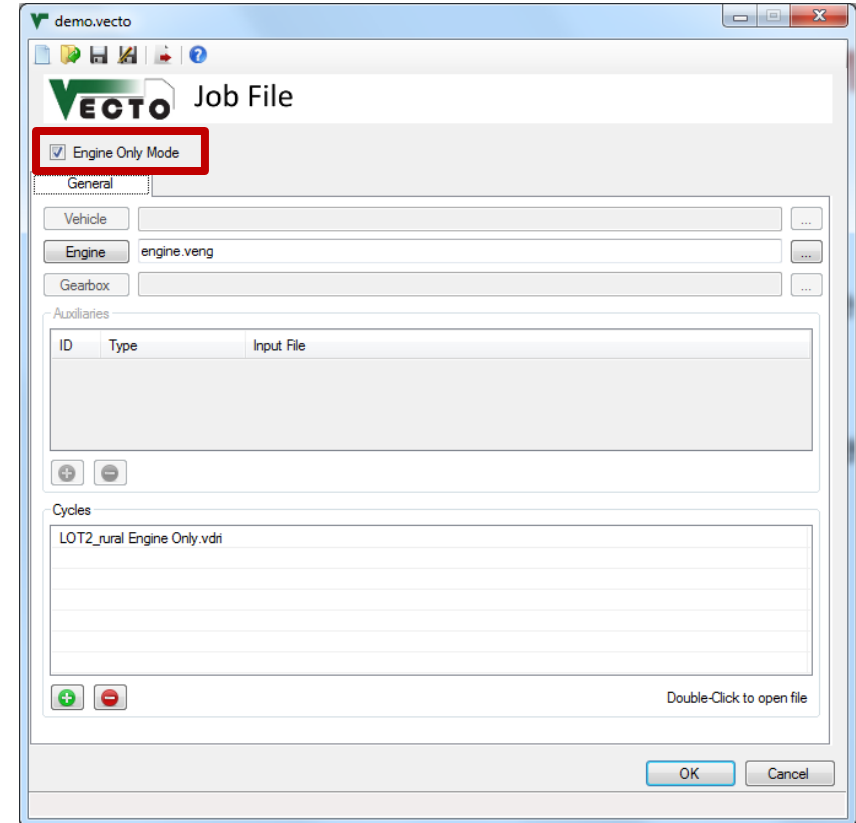 demo.vecto
VECTO Job File
Engine Only Mode
General
Vehicle ...
Engine engine.veng ...
Gearbox ...
Auxiliaries
ID Type Input File
Cycles
LOT2_rural Engine Only.vdri
Double-Click to open file
OK Cancel